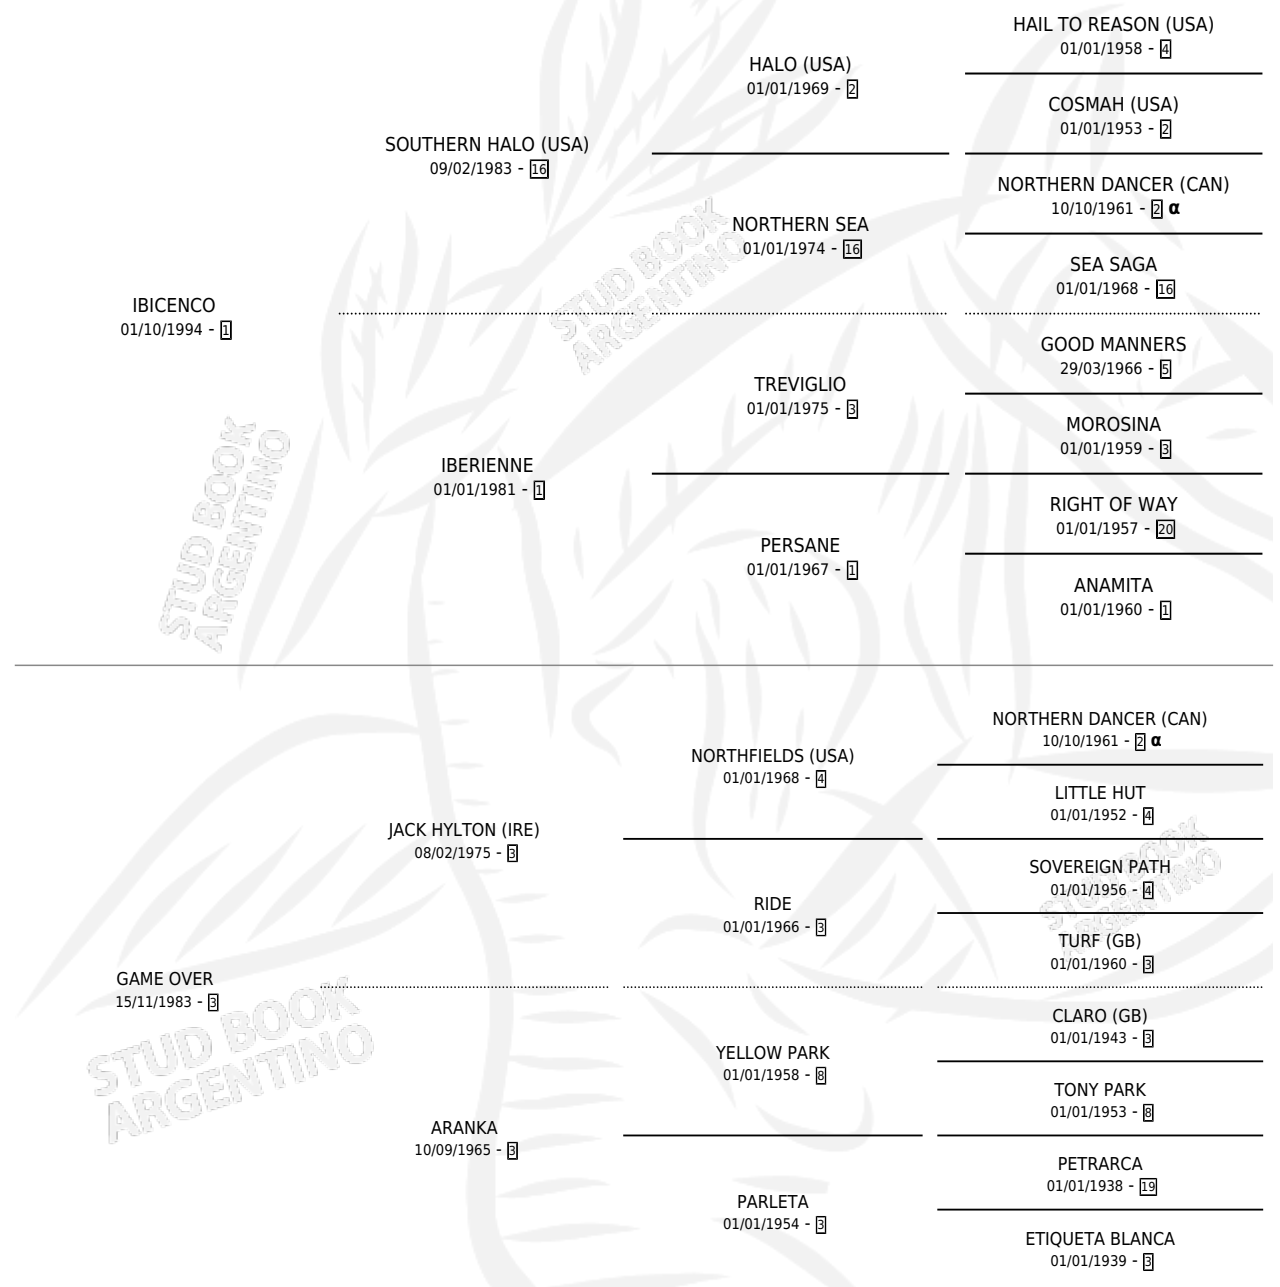 HAIL TO REASON (USA)
01/01/1958 - 4
HALO (USA)
01/01/1969 - 2
COSMAH (USA)
01/01/1953 - 2
SOUTHERN HALO (USA)
09/02/1983 - 16
NORTHERN DANCER (CAN)
10/10/1961 - 2 α
NORTHERN SEA
01/01/1974 - 16
SEA SAGA
01/01/1968 - 16
STUD BOOK
ARGENTINO
IBICENCO
01/10/1994 - 1
GOOD MANNERS
29/03/1966 - 5
TREVIGLIO
01/01/1975 - 3
MOROSINA
01/01/1959 - 3
IBERIENNE
01/01/1981 - 1
RIGHT OF WAY
01/01/1957 - 20
PERSANE
01/01/1967 - 1
ANAMITA
01/01/1960 - 1
STUD BOOK
ARGENTINO
NORTHERN DANCER (CAN)
10/10/1961 - 2 α
NORTHFIELDS (USA)
01/01/1968 - 4
LITTLE HUT
01/01/1952 - 4
JACK HYLTON (IRE)
08/02/1975 - 3
SOVEREIGN PATH
01/01/1956 - 4
RIDE
01/01/1966 - 3
TURF (GB)
01/01/1960 - 3
STUD BOOK
ARGENTINO
GAME OVER
15/11/1983 - 3
CLARO (GB)
01/01/1943 - 3
YELLOW PARK
01/01/1958 - 8
TONY PARK
01/01/1953 - 8
STUD BOOK
ARGENTINO
ARANKA
10/09/1965 - 3
PETRARCA
01/01/1938 - 19
PARLETA
01/01/1954 - 3
ETIQUETA BLANCA
01/01/1939 - 3